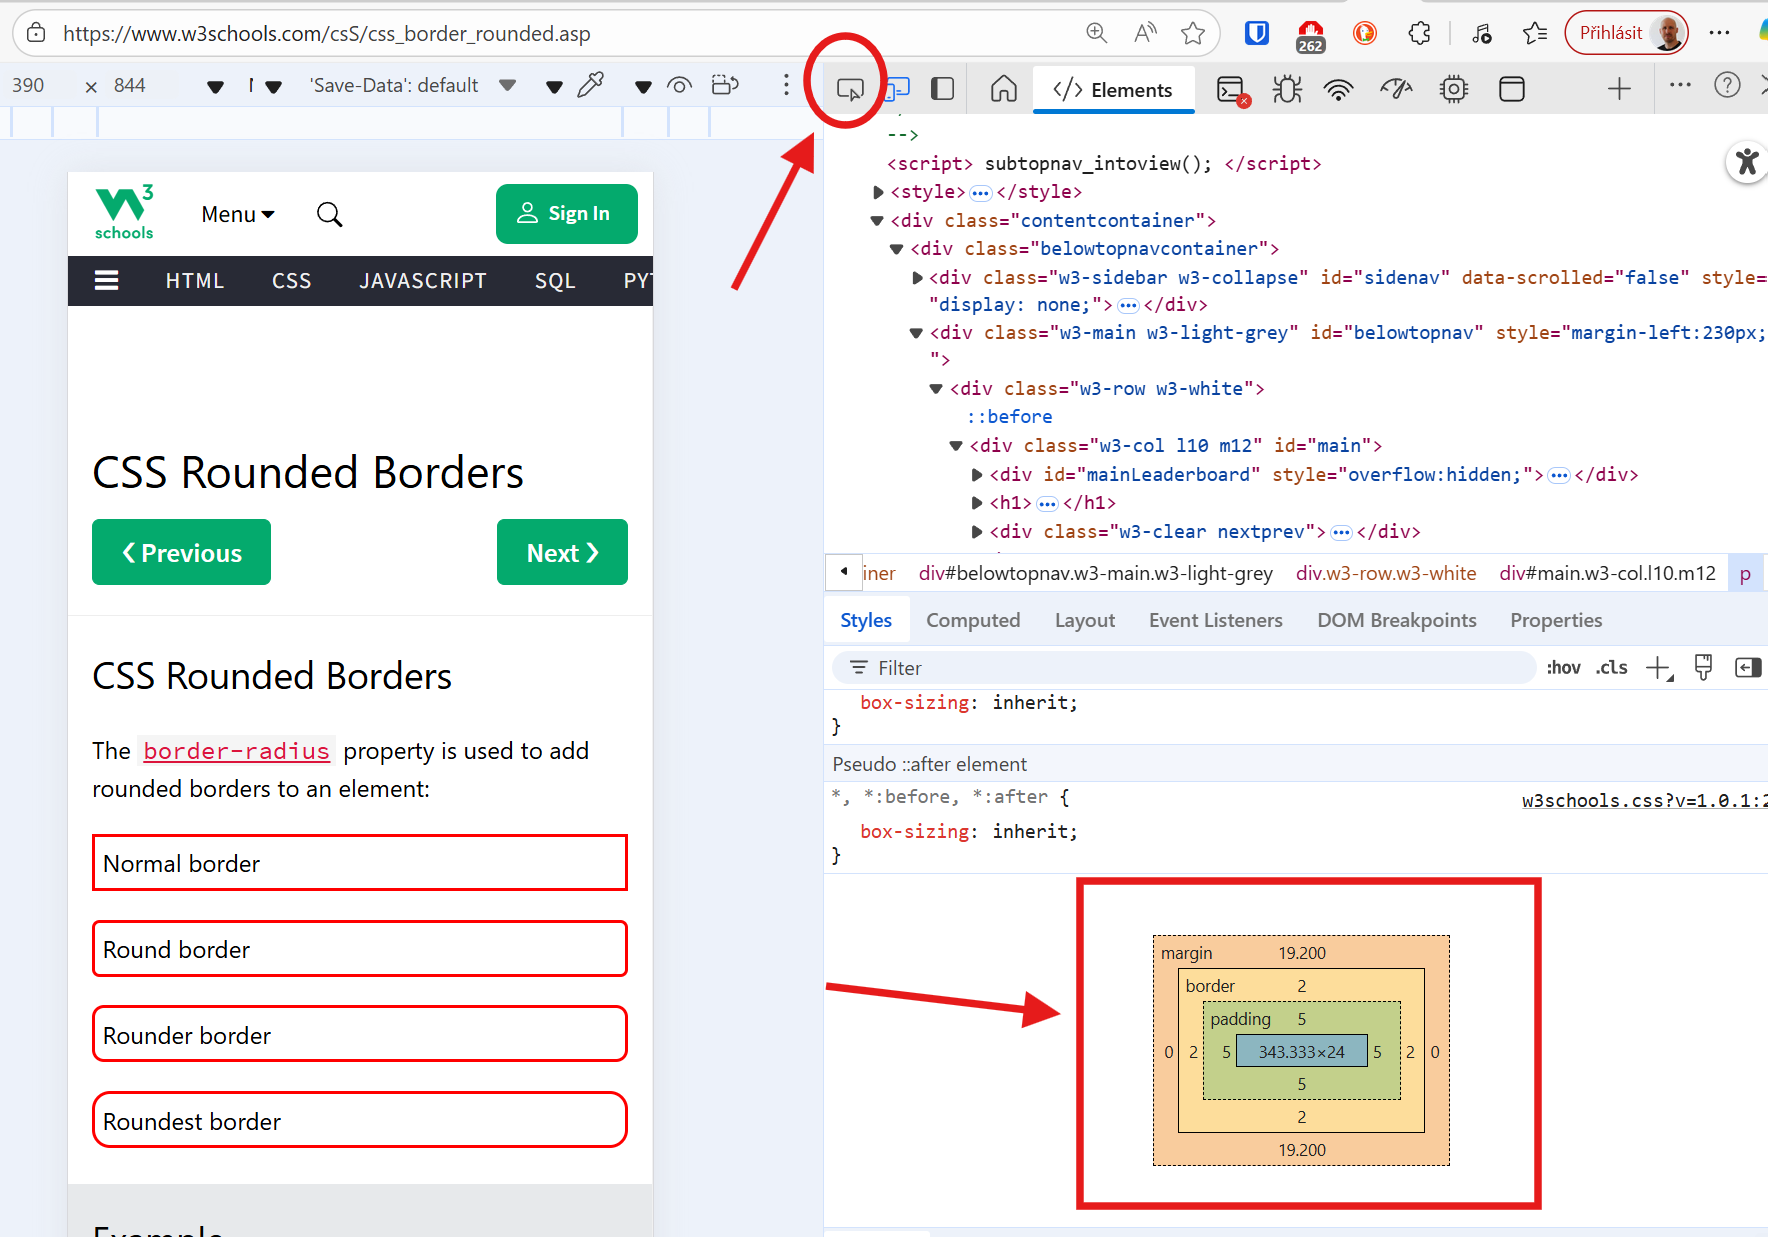 https://www.w3schools.com/csS/css_border_rounded.asp
262
Přihlásit
390 × 844
'Save-Data': default
Elements
-->
<script> subtopnav_intoview(); </script>
<style>…</style>
<div class="contentcontainer">
<div class="belowtopnavcontainer">
<div class="w3-sidebar w3-collapse" id="sidenav" data-scrolled="false" style=
"display: none;">…</div>
<div class="w3-main w3-light-grey" id="belowtopnav" style="margin-left:230px;
">
<div class="w3-row w3-white">
::before
<div class="w3-col l10 m12" id="main">
<div id="mainLeaderboard" style="overflow:hidden;">…</div>
<h1>…</h1>
<div class="w3-clear nextprev">…</div>
iner div#belowtopnav.w3-main.w3-light-grey div.w3-row.w3-white div#main.w3-col.l10.m12 p
Styles Computed Layout Event Listeners DOM Breakpoints Properties
Filter :hov .cls
box-sizing: inherit;
}
Pseudo ::after element
*, *:before, *:after {
w3schools.css?v=1.0.1:2
box-sizing: inherit;
}
margin 19.200
border 2
padding 5
0 2 5 343.333×24 5 2 0
5
2
19.200
W3
schools
Menu
Sign In
HTML CSS JAVASCRIPT SQL PYT
CSS Rounded Borders
❮ Previous
Next ❯
CSS Rounded Borders
The border-radius property is used to add
rounded borders to an element:
Normal border
Round border
Rounder border
Roundest border